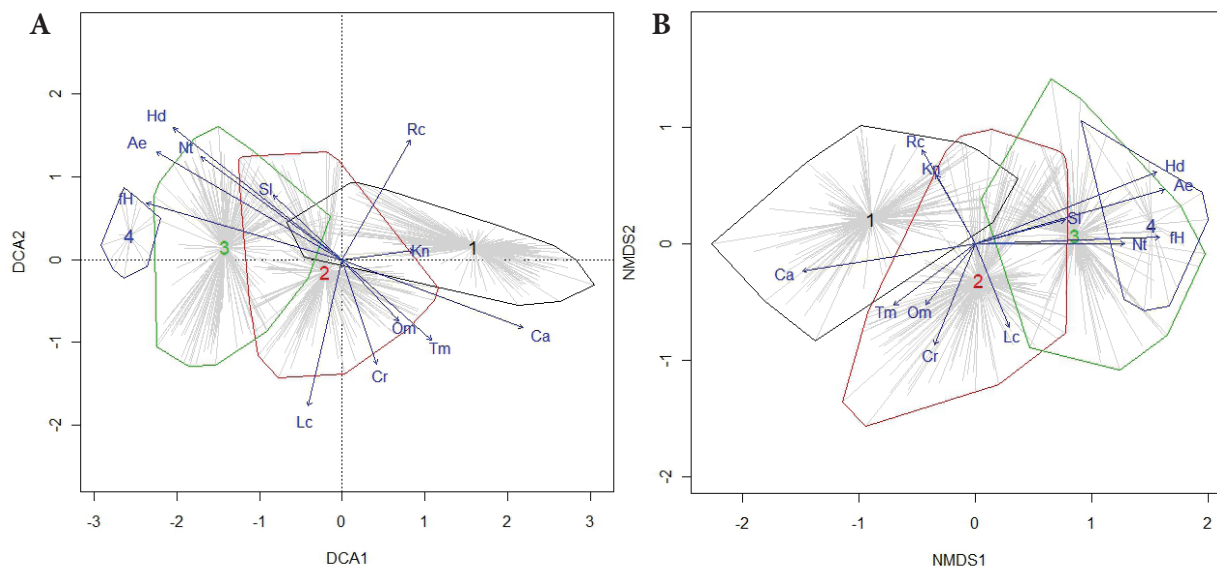 A
B
Hd
Rc
Ae
Nt
Sl
fH
4
3
2
1
Kn
Om
Tm
Ca
Cr
Lc
2
1
0
-1
-2
DCA2
-3
-2
-1
0
1
2
3
DCA1
Rc
Kn
Hd
Ae
1
Sl
4
3
fH
Nt
Ca
2
Tm
Om
Lc
Cr
1
0
-1
-2
NMDS2
-2
-1
0
1
2
NMDS1